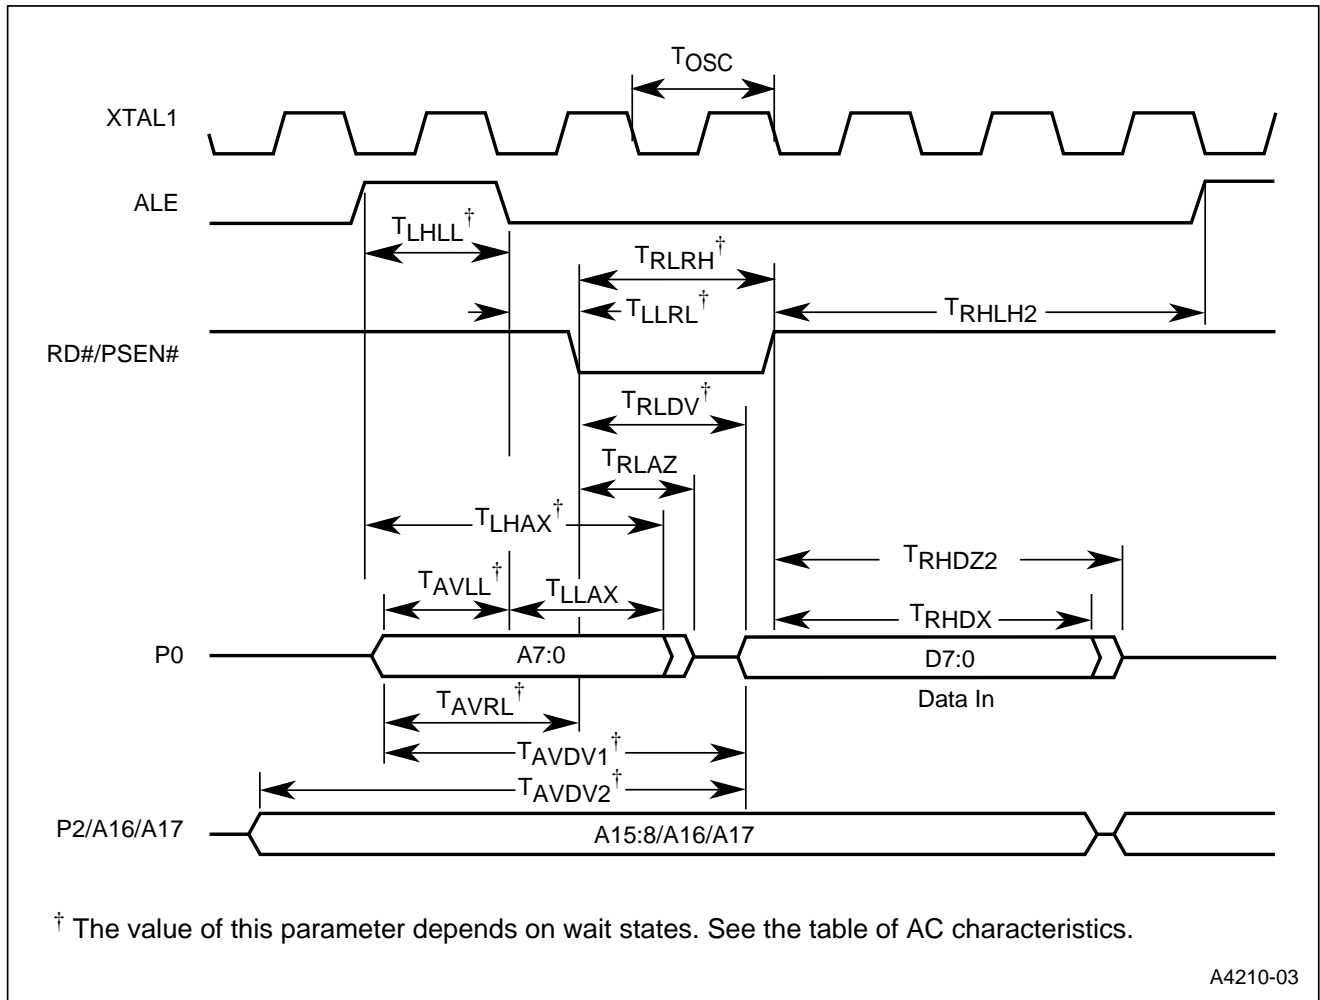 TOSC
XTAL1
ALE
TLHLL†
TRLRH†
TLLRL†
TRHLH2
RD#/PSEN#
TRLDV†
TRLAZ
TLHAX†
TRHDZ2
TAVLL†
TLLAX
TRHDX
P0
A7:0
D7:0
Data In
TAVRL†
TAVDV1†
TAVDV2†
P2/A16/A17
A15:8/A16/A17
† The value of this parameter depends on wait states. See the table of AC characteristics.
A4210-03